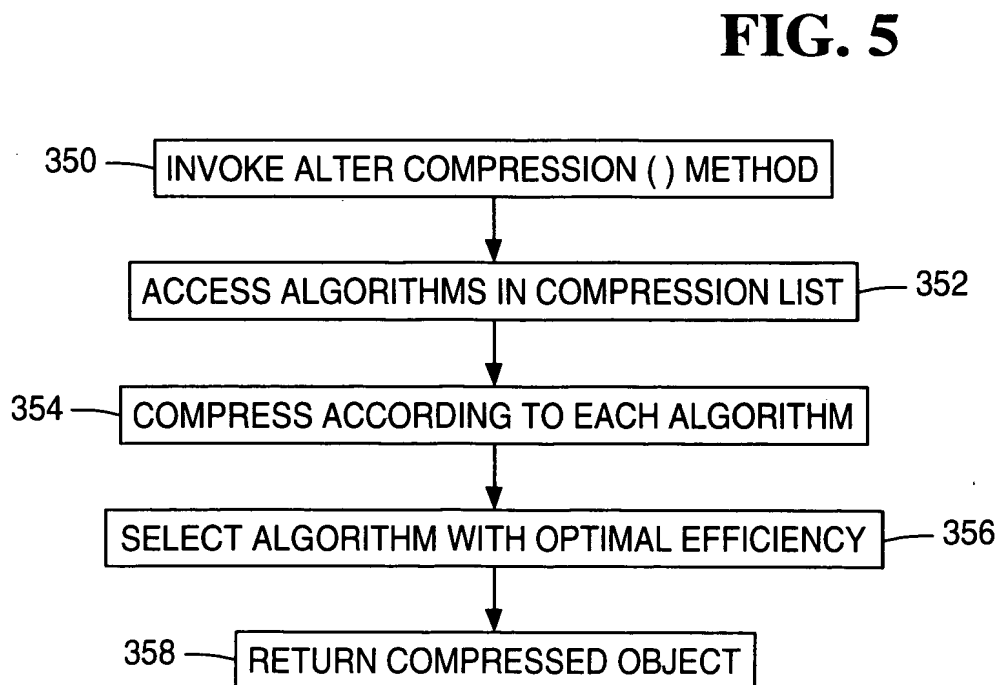 FIG. 5
350 INVOKE ALTER COMPRESSION ( ) METHOD
ACCESS ALGORITHMS IN COMPRESSION LIST 352
354 COMPRESS ACCORDING TO EACH ALGORITHM
SELECT ALGORITHM WITH OPTIMAL EFFICIENCY 356
358 RETURN COMPRESSED OBJECT